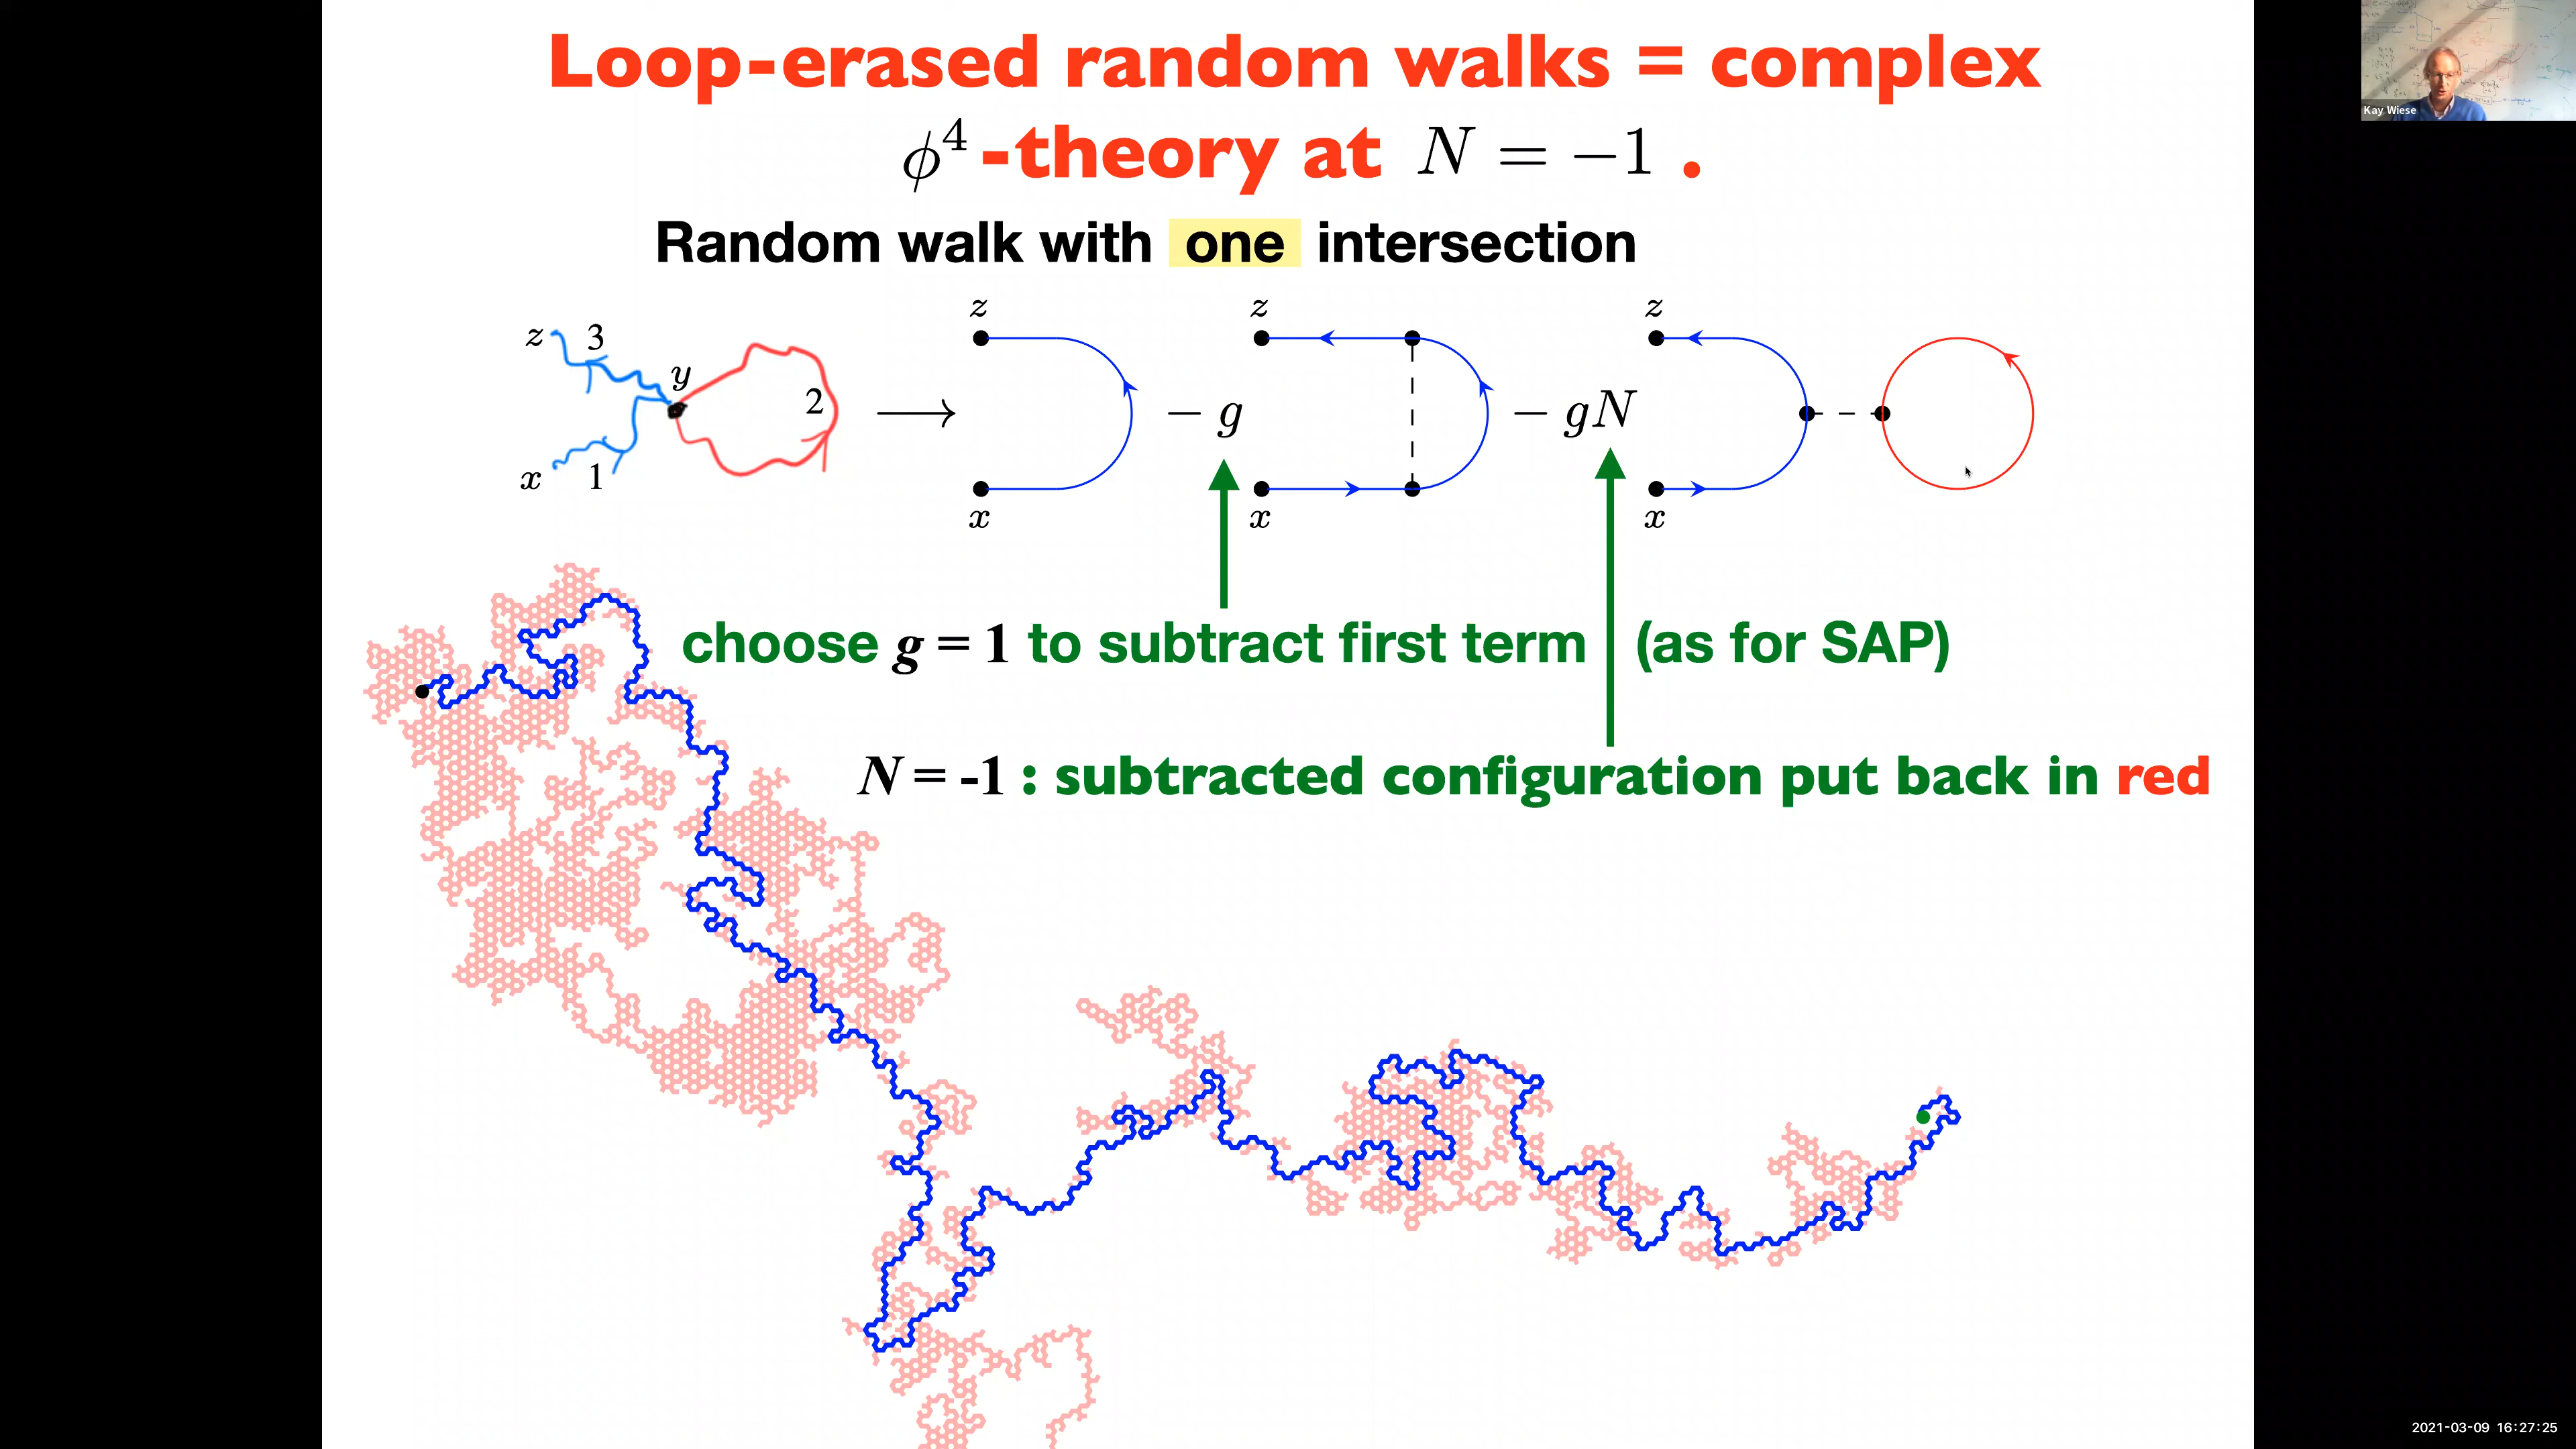 Loop-erased random walks = complex
ϕ⁴-theory at N = −1 .
Kay Wiese
Random walk with one intersection
z 3 y 2 x 1
⟶ z x − g z x − gN z x
choose g = 1 to subtract first term (as for SAP)
N = -1 : subtracted configuration put back in red
2021-03-09 16:27:25